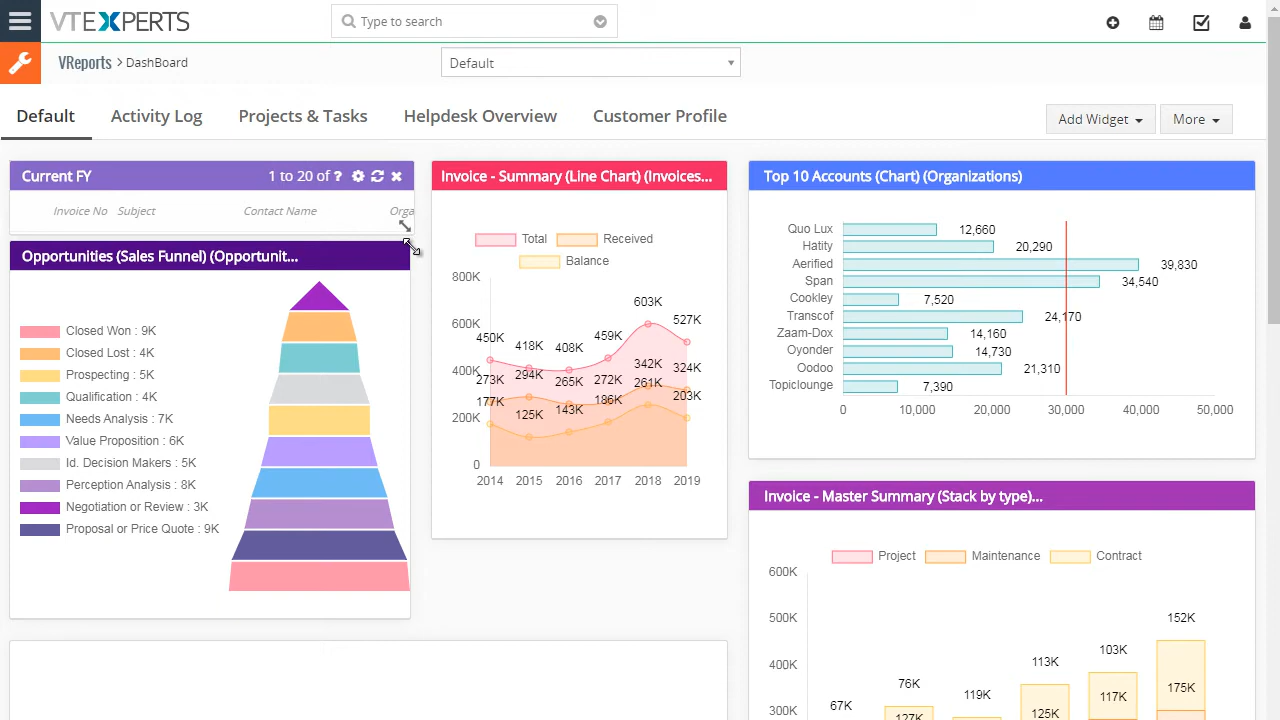 VTEXPERTS
Type to search
VReports > DashBoard
Default
Default
Activity Log
Projects & Tasks
Helpdesk Overview
Customer Profile
Add Widget
More
Current FY
1 to 20 of ?
Invoice No Subject Contact Name Orga
Opportunities (Sales Funnel) (Opportunit...
Closed Won : 9K
Closed Lost : 4K
Prospecting : 5K
Qualification : 4K
Needs Analysis : 7K
Value Proposition : 6K
Id. Decision Makers : 5K
Perception Analysis : 8K
Negotiation or Review : 3K
Proposal or Price Quote : 9K
Invoice - Summary (Line Chart) (Invoices...
Total Received
Balance
800K
600K
400K
200K
0
450K 418K 408K 459K 603K 527K
273K 294K 265K 272K 342K 324K
177K 125K 143K 186K 261K 203K
2014 2015 2016 2017 2018 2019
Top 10 Accounts (Chart) (Organizations)
Quo Lux 12,660
Hatity 20,290
Aerified 39,830
Span 34,540
Cookley 7,520
Transcof 24,170
Zaam-Dox 14,160
Oyonder 14,730
Oodoo 21,310
Topiclounge 7,390
0 10,000 20,000 30,000 40,000 50,000
Invoice - Master Summary (Stack by type)...
Project Maintenance Contract
600K
500K
400K
300K
67K 76K 119K 113K 103K 152K
127K 125K 117K 175K